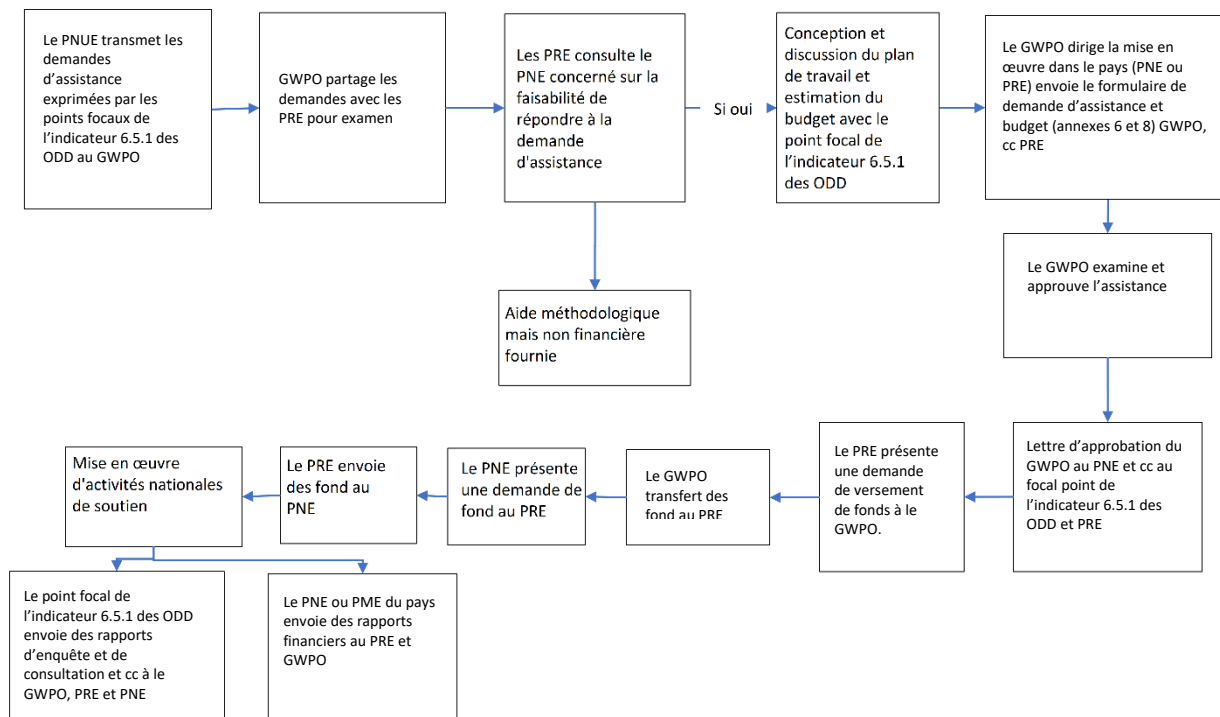 Le PNUE transmet les
demandes
d’assistance
exprimées par les
points focaux de
l’indicateur 6.5.1 des
ODD au GWPO
GWPO partage les
demandes avec les
PRE pour examen
Les PRE consulte le
PNE concerné sur la
faisabilité de
répondre à la
demande
d'assistance
Si oui
Conception et
discussion du plan
de travail et
estimation du
budget avec le
point focal de
l’indicateur 6.5.1
des ODD
Le GWPO dirige la mise en
œuvre dans le pays (PNE ou
PRE) envoie le formulaire de
demande d’assistance et
budget (annexes 6 et 8) GWPO,
cc PRE
Le GWPO examine et
approuve l’assistance
Aide méthodologique
mais non financière
fournie
Lettre d’approbation du
GWPO au PNE et cc au
focal point de
l’indicateur 6.5.1 des
ODD et PRE
Le PRE présente
une demande
de versement
de fonds à le
GWPO.
Le GWPO
transfert des
fond au PRE
Le PNE présente
une demande de
fond au PRE
Le PRE envoie
des fond au
PNE
Mise en œuvre
d'activités nationales
de soutien
Le point focal de
l’indicateur 6.5.1 des ODD
envoie des rapports
d’enquête et de
consultation et cc à le
GWPO, PRE et PNE
Le PNE ou PME du pays
envoie des rapports
financiers au PRE et
GWPO